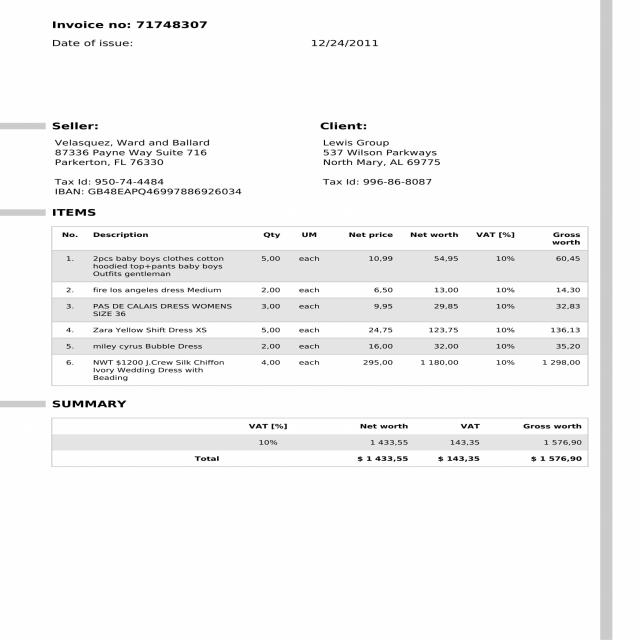 Invoice no: 71748307
Date of issue: 12/24/2011
Seller: Client:
Velasquez, Ward and Ballard Lewis Group
87336 Payne Way Suite 716 537 Wilson Parkways
Parkerton, FL 76330 North Mary, AL 69775
Tax Id: 950-74-4484 Tax Id: 996-86-8087
IBAN: GB48EAPQ46997886926034
ITEMS
No. Description Qty UM Net price Net worth VAT [%] Gross
worth
1. 2pcs baby boys clothes cotton 5,00 each 10,99 54,95 10% 60,45
hoodied top+pants baby boys
Outfits gentleman
2. fire los angeles dress Medium 2,00 each 6,50 13,00 10% 14,30
3. PAS DE CALAIS DRESS WOMENS 3,00 each 9,95 29,85 10% 32,83
SIZE 36
4. Zara Yellow Shift Dress XS 5,00 each 24,75 123,75 10% 136,13
5. miley cyrus Bubble Dress 2,00 each 16,00 32,00 10% 35,20
6. NWT $1200 J.Crew Silk Chiffon 4,00 each 295,00 1 180,00 10% 1 298,00
Ivory Wedding Dress with
Beading
SUMMARY
VAT [%] Net worth VAT Gross worth
10% 1 433,55 143,35 1 576,90
Total $ 1 433,55 $ 143,35 $ 1 576,90